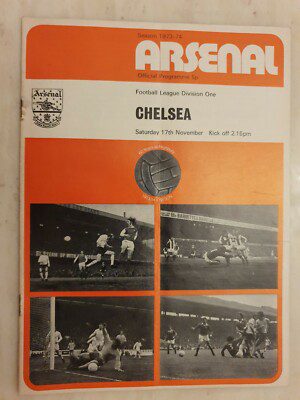 Season 1973-74
ARSENAL
Official Programme 5p
Football League Division One
Arsenal
CHELSEA
Saturday 17th November Kick off 2.15pm